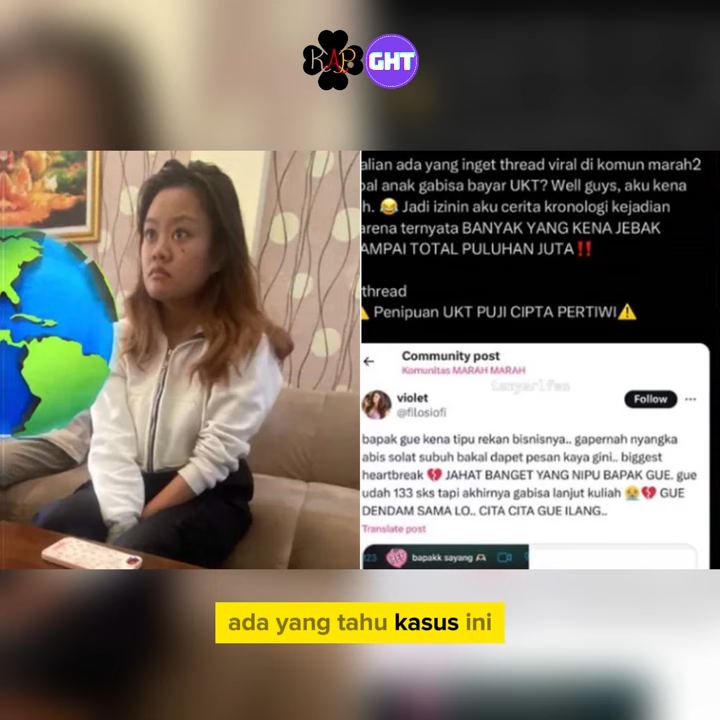 KAR GHT
alian ada yang inget thread viral di komun marah2
al anak gabisa bayar UKT? Well guys, aku kena
h. 😂 Jadi izinin aku cerita kronologi kejadian
arena ternyata BANYAK YANG KENA JEBAK
AMPAI TOTAL PULUHAN JUTA‼️
thread
⚠️ Penipuan UKT PUJI CIPTA PERTIWI⚠️
← Community post
Komunitas MARAH MARAH
tanyarlfes
violet Follow ...
@filosiofi
bapak gue kena tipu rekan bisnisnya.. gapernah nyangka
abis solat subuh bakal dapet pesan kaya gini.. biggest
heartbreak 💔 JAHAT BANGET YANG NIPU BAPAK GUE. gue
udah 133 sks tapi akhirnya gabisa lanjut kuliah 😭💔 GUE
DENDAM SAMA LO.. CITA CITA GUE ILANG..
Translate post
123 bapakk sayang 🫶🏻
ada yang tahu kasus ini